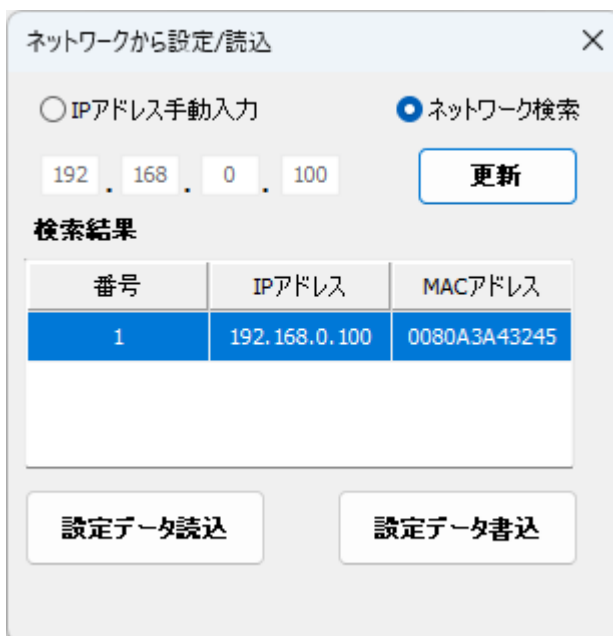 ネットワークから設定/読込
IPアドレス手動入力 ネットワーク検索
192 . 168 . 0 . 100 更新
検索結果
番号 IPアドレス MACアドレス
1 192.168.0.100 0080A3A43245
設定データ読込 設定データ書込